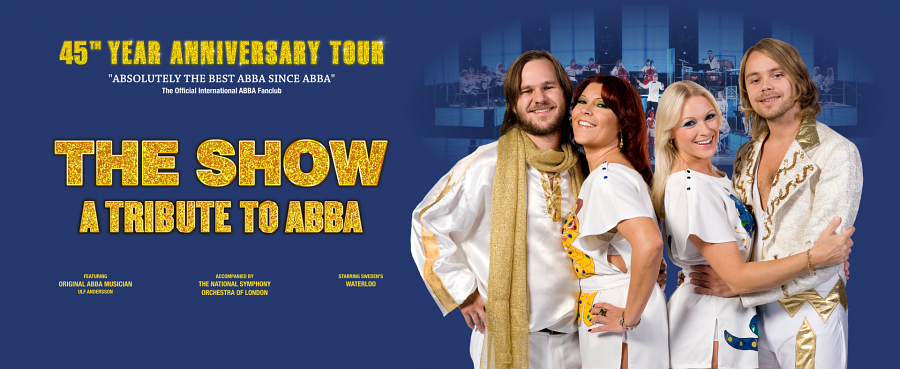 45TH YEAR ANNIVERSARY TOUR
"ABSOLUTELY THE BEST ABBA SINCE ABBA"
The Official International ABBA Fanclub
THE SHOW
A TRIBUTE TO ABBA
FEATURING
ORIGINAL ABBA MUSICIAN
ULF ANDERSSON
ACCOMPANIED BY
THE NATIONAL SYMPHONY
ORCHESTRA OF LONDON
STARRING SWEDEN'S
WATERLOO